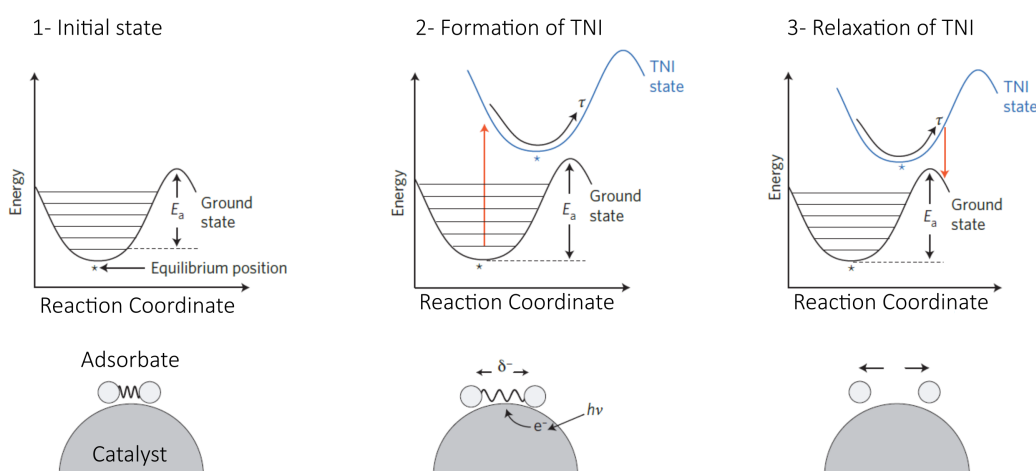 1- Initial state
Energy
E_a
Ground
state
* Equilibrium position
Reaction Coordinate
Adsorbate
Catalyst
2- Formation of TNI
TNI
state
τ
*
Energy
E_a
Ground
state
*
Reaction Coordinate
δ⁻
hν
e⁻
3- Relaxation of TNI
TNI
state
τ
*
Energy
E_a
Ground
state
*
Reaction Coordinate